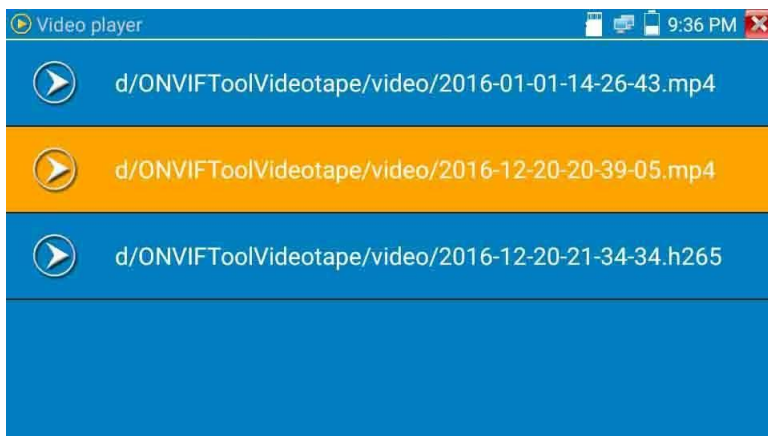 Video player
9:36 PM
d/ONVIFToolVideotape/video/2016-01-01-14-26-43.mp4
d/ONVIFToolVideotape/video/2016-12-20-20-39-05.mp4
d/ONVIFToolVideotape/video/2016-12-20-21-34-34.h265